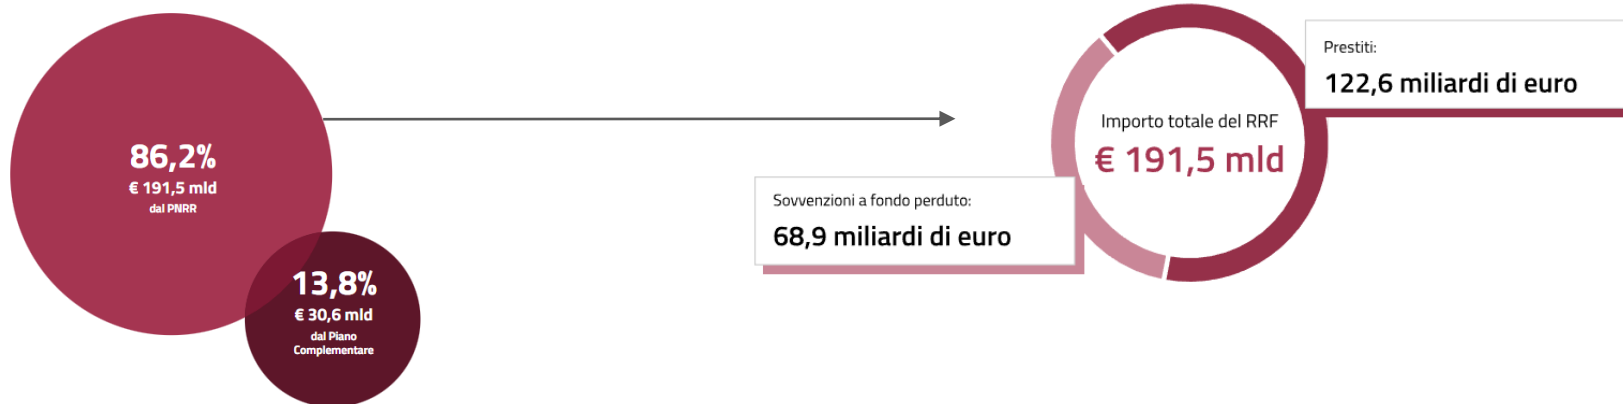 86,2%
€ 191,5 mld
dal PNRR
13,8%
€ 30,6 mld
dal Piano
Complementare
Sovvenzioni a fondo perduto:
68,9 miliardi di euro
Importo totale del RRF
€ 191,5 mld
Prestiti:
122,6 miliardi di euro